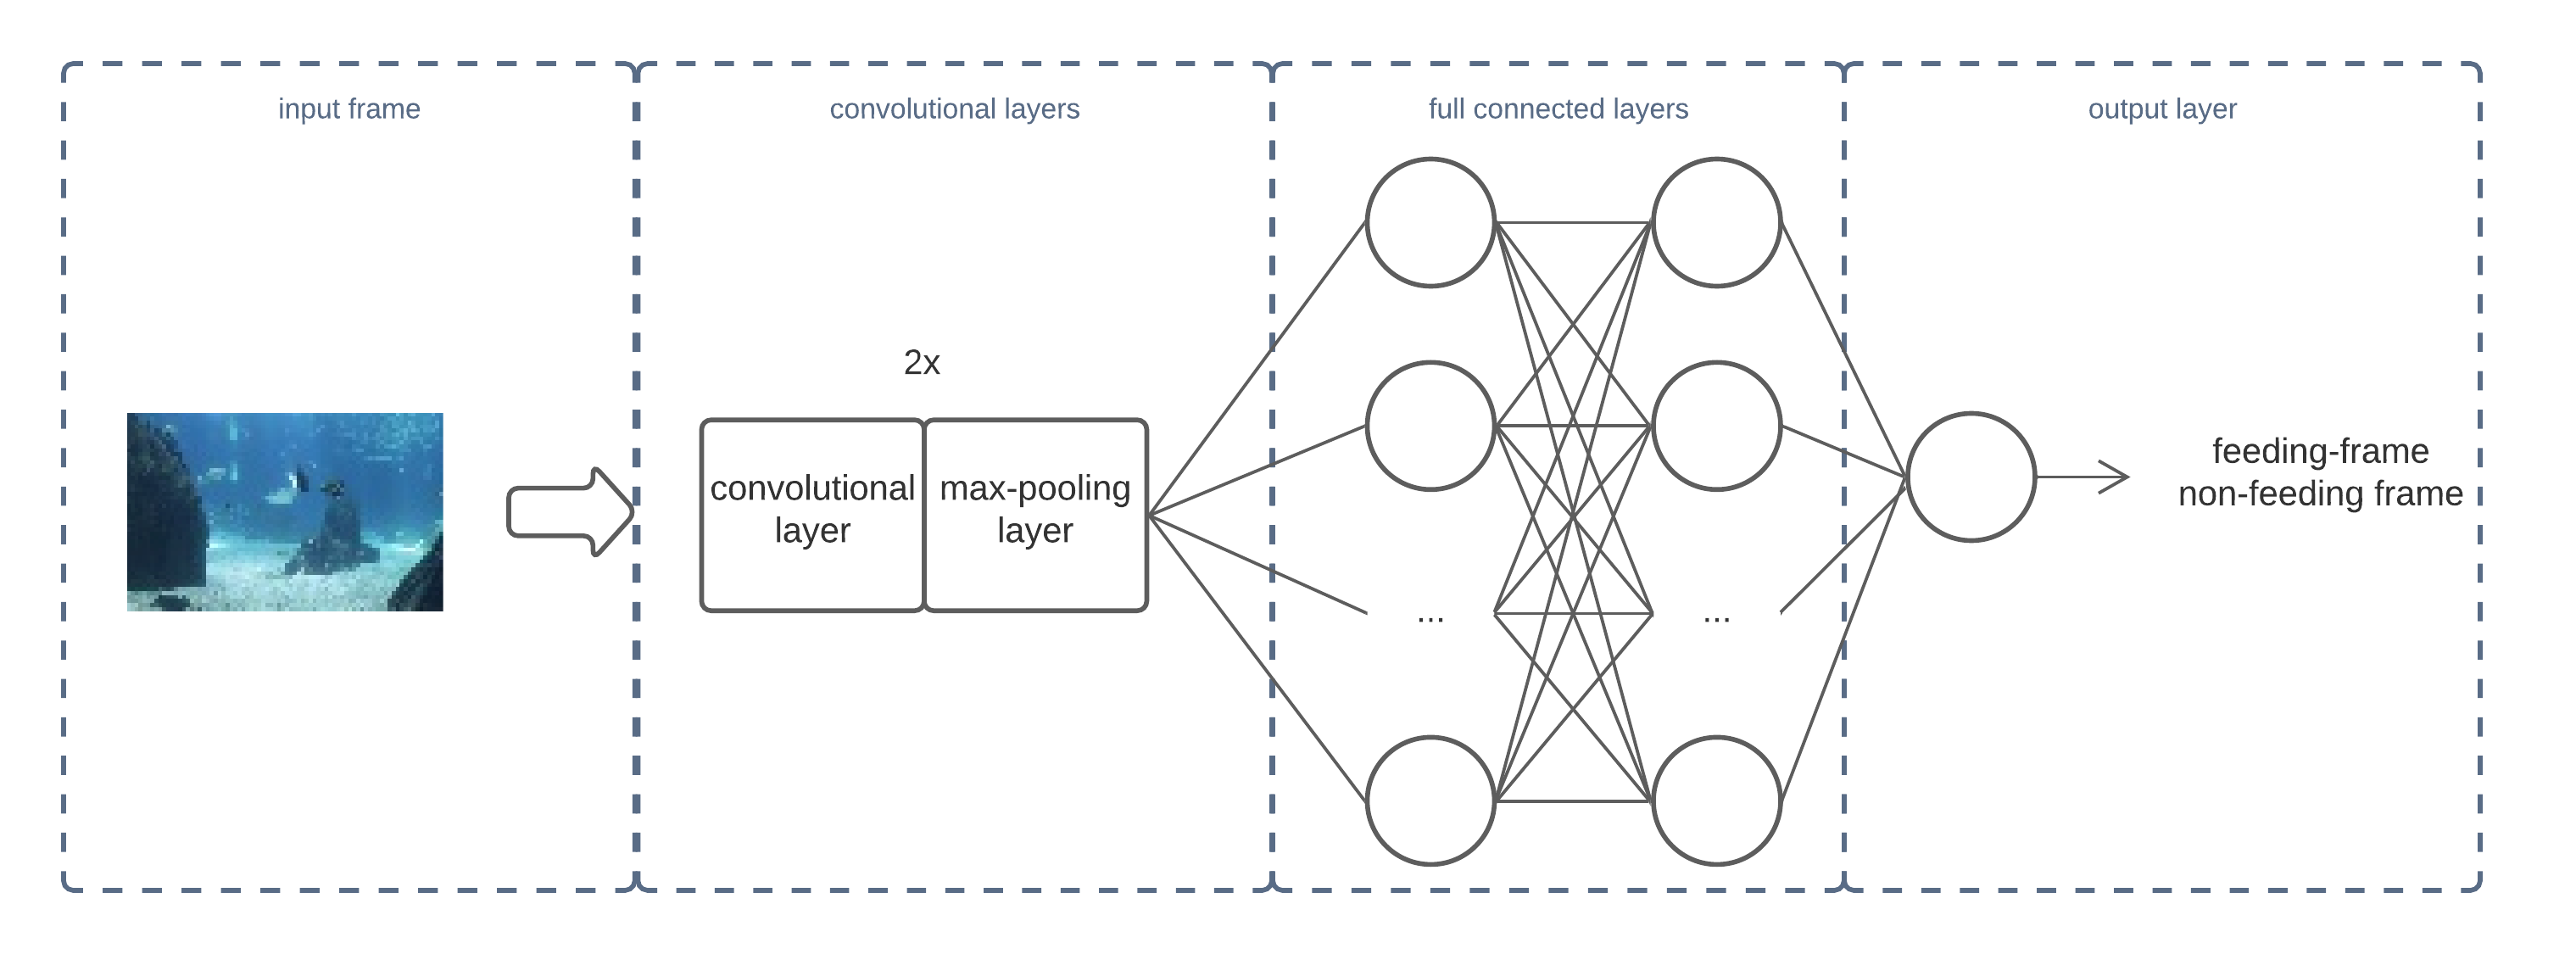 input frame
convolutional layers
full connected layers
output layer
2x
convolutional
layer
max-pooling
layer
...
...
feeding-frame
non-feeding frame